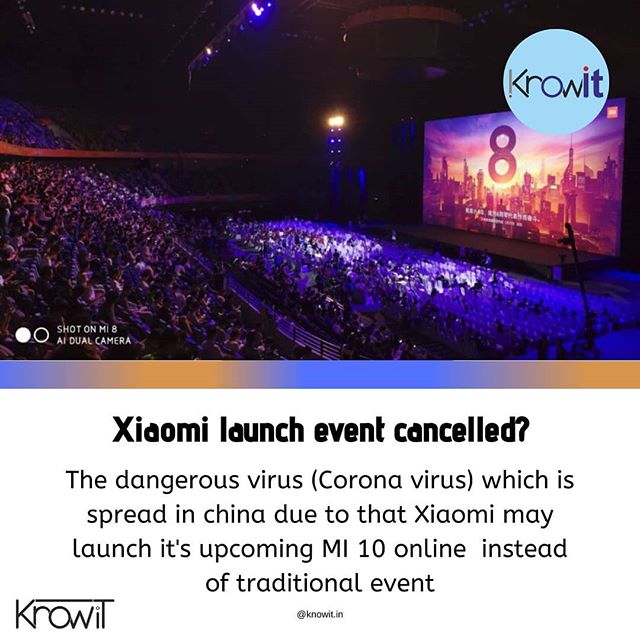 Knowit
8
SHOT ON MI 8
AI DUAL CAMERA
Xiaomi launch event cancelled?
The dangerous virus (Corona virus) which is
spread in china due to that Xiaomi may
launch it's upcoming MI 10 online instead
of traditional event
KnowiT
@knowit.in